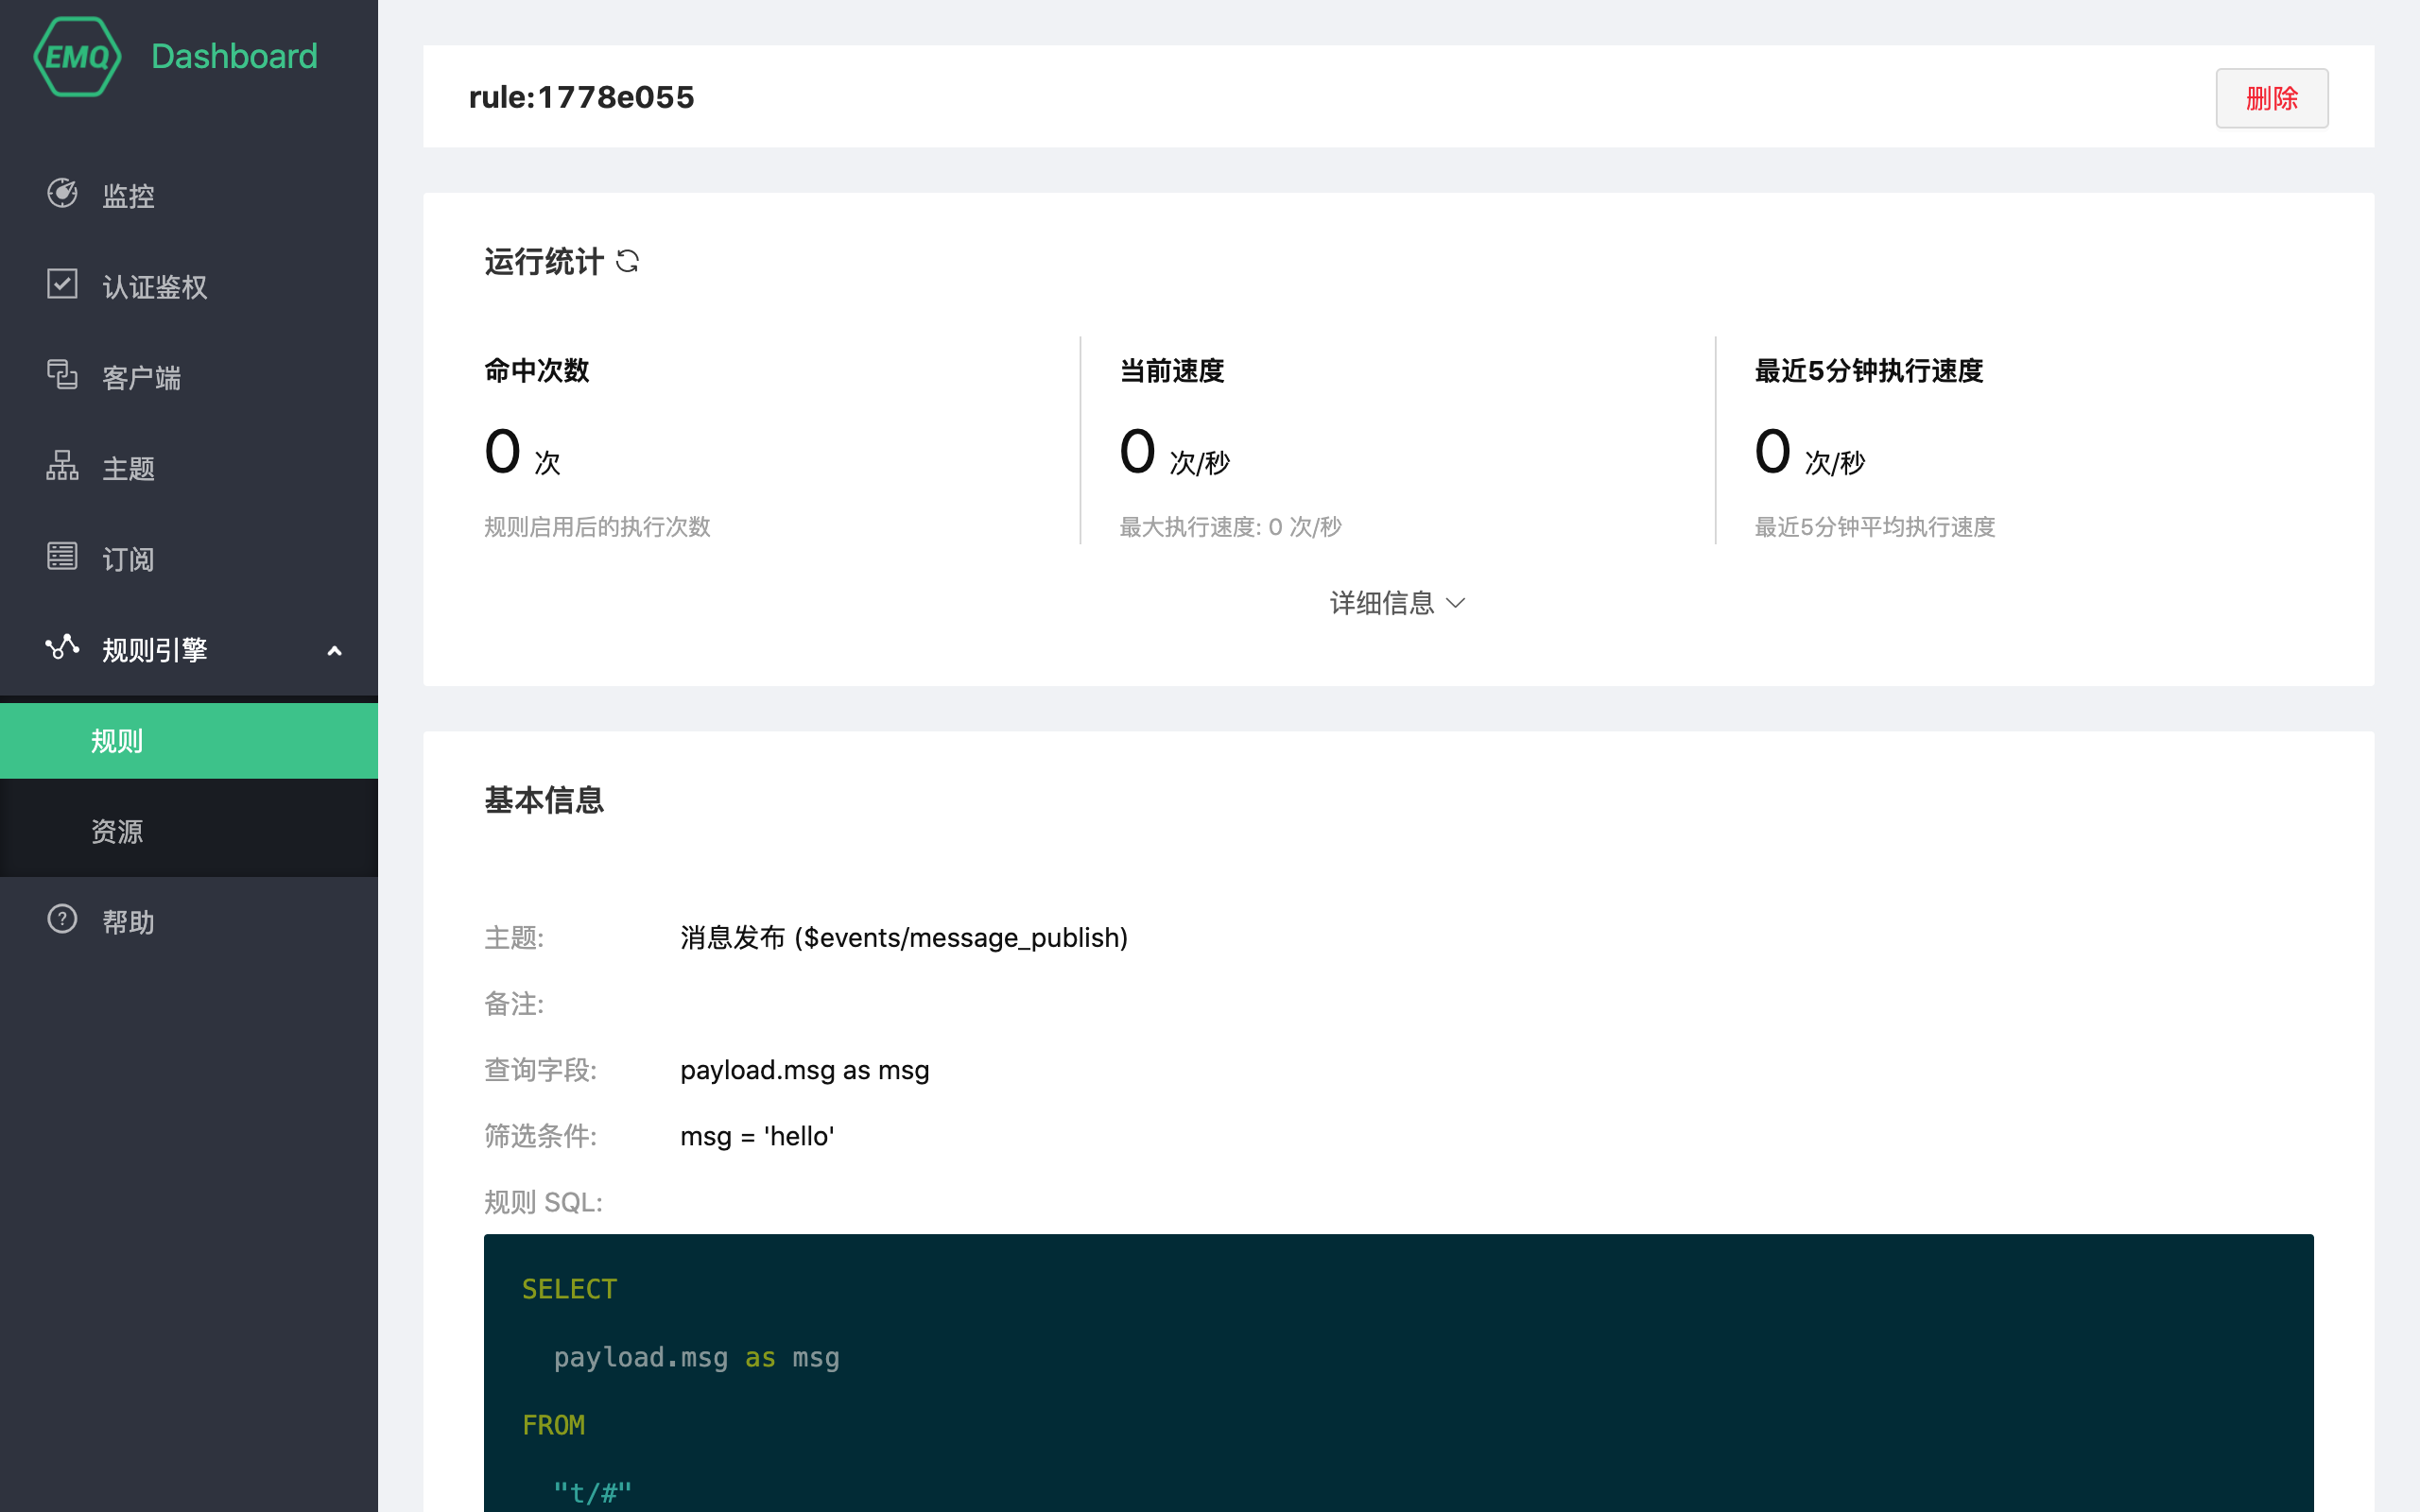 EMQ Dashboard
监控
认证鉴权
客户端
主题
订阅
规则引擎
规则
资源
帮助
rule:1778e055
删除
运行统计
命中次数
0 次
规则启用后的执行次数
当前速度
0 次/秒
最大执行速度: 0 次/秒
最近5分钟执行速度
0 次/秒
最近5分钟平均执行速度
详细信息
基本信息
主题: 消息发布 ($events/message_publish)
备注:
查询字段: payload.msg as msg
筛选条件: msg = 'hello'
规则 SQL:
SELECT
payload.msg as msg
FROM
"t/#"